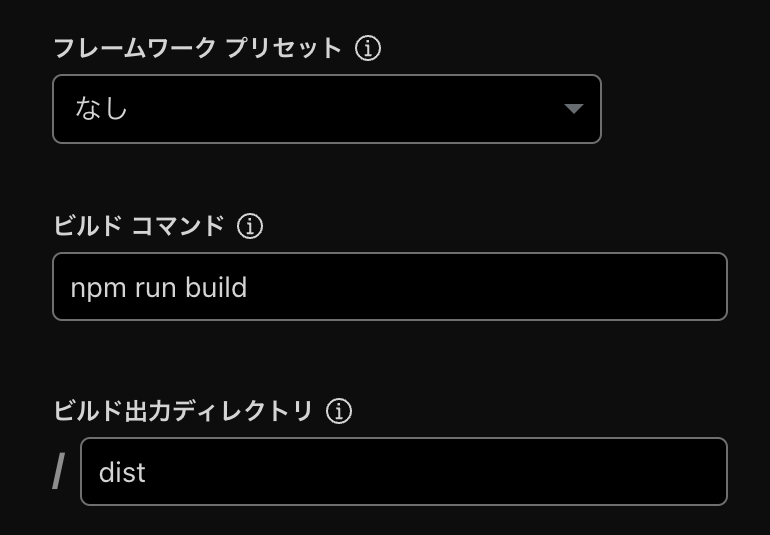 フレームワーク プリセット
なし
ビルド コマンド
npm run build
ビルド出力ディレクトリ
/ dist